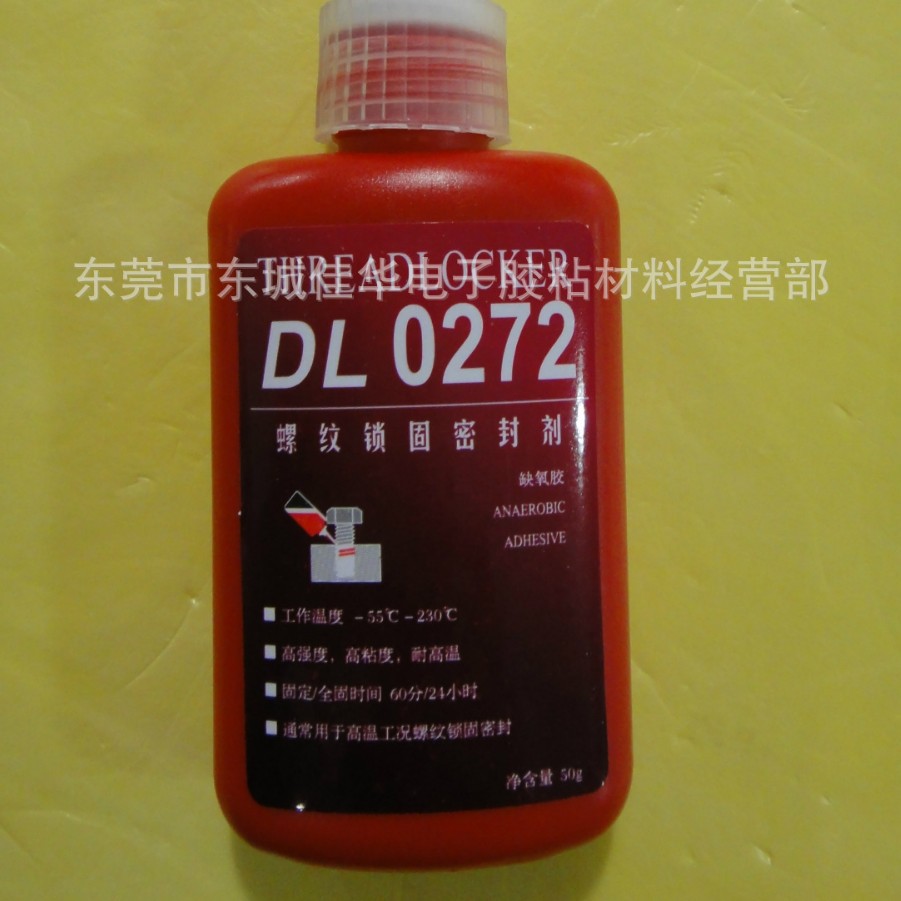 THREADLOCKER
东莞市东诚佳华电子胶粘材料经营部
DL 0272
螺纹锁固密封剂
缺氧胶
ANAEROBIC
ADHESIVE
工作温度 -55℃-230℃
高强度，高粘度，耐高温
固定/全固时间 60分/24小时
通常用于高温工况螺纹锁固密封
净含量 50g